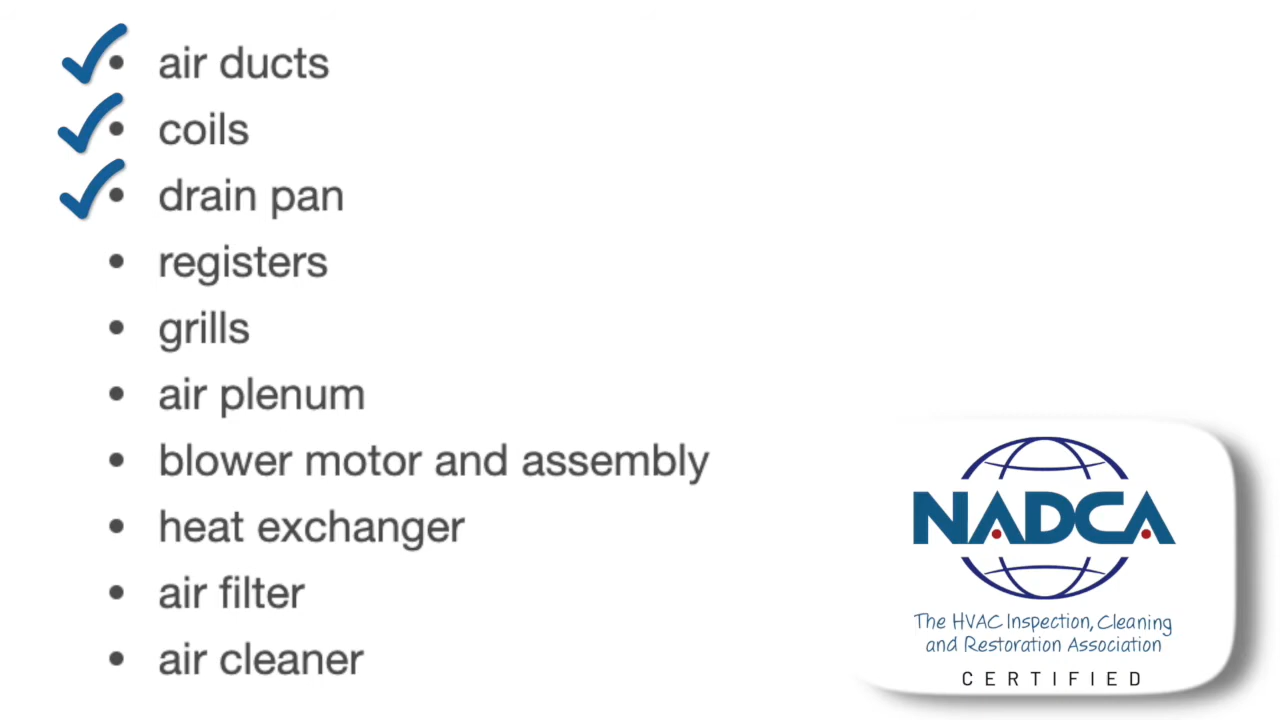 air ducts
coils
drain pan
registers
grills
air plenum
blower motor and assembly
heat exchanger
air filter
air cleaner
NADCA
The HVAC Inspection, Cleaning
and Restoration Association
CERTIFIED